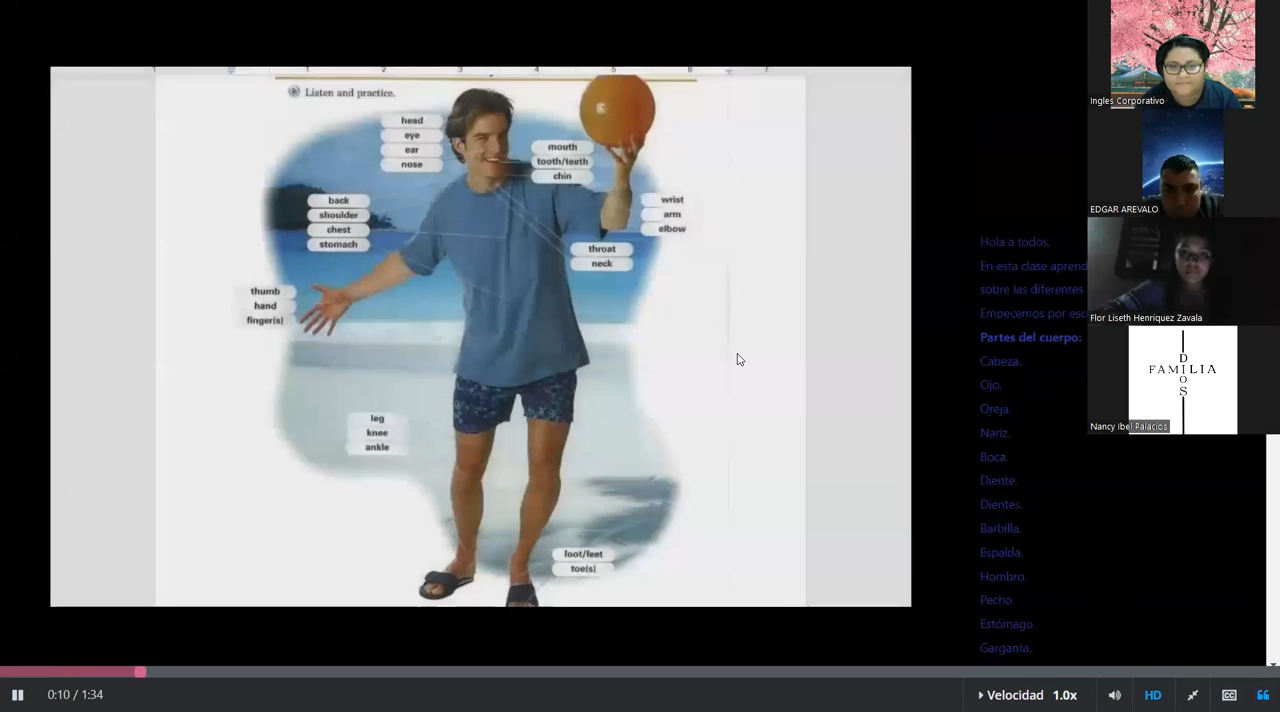 Listen and practice.
head
eye
ear
nose
mouth
tooth/teeth
chin
back
shoulder
chest
stomach
wrist
arm
elbow
throat
neck
thumb
hand
finger(s)
leg
knee
ankle
foot/feet
toe(s)
Hola a todos.
En esta clase
sobre las diferentes
Empecemos por
Partes del cuerpo:
Cabeza.
Ojo.
Oreja.
Nariz.
Boca.
Diente.
Dientes.
Barbilla.
Espalda.
Hombro.
Pecho.
Estómago.
Garganta.
Ingles Corporativo
EDGAR AREVALO
Flor Liseth Henriquez Zavala
DIOS
FAMILIA
Nancy Ibel Palacios
0:10 / 1:34
Velocidad 1.0x
HD
CC